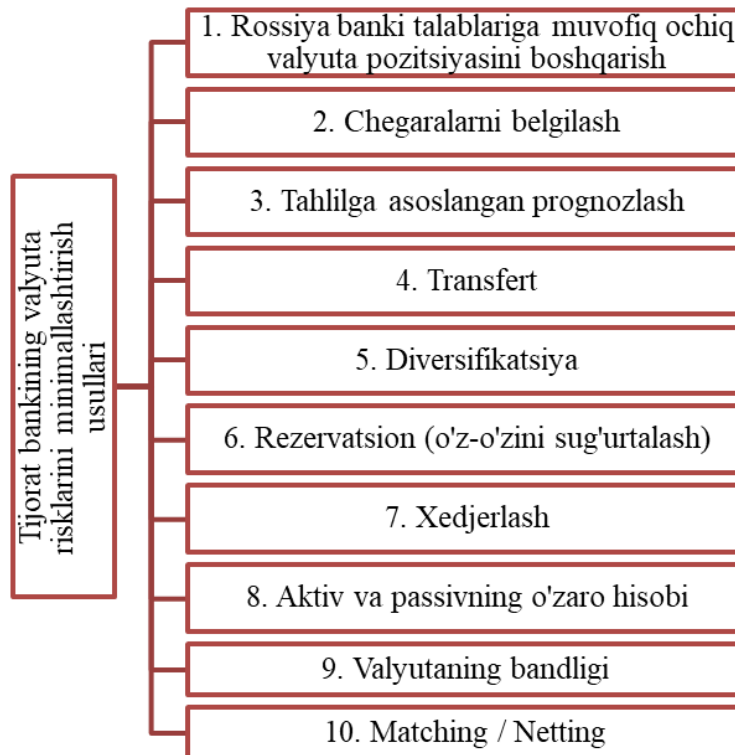 Tijorat bankining valyuta
risklarini minimallashtirish
usullari
1. Rossiya banki talablariga muvofiq ochiq
valyuta pozitsiyasini boshqarish
2. Chegaralarni belgilash
3. Tahlilga asoslangan prognozlash
4. Transfert
5. Diversifikatsiya
6. Rezervatsion (o'z-o'zini sug'urtalash)
7. Xedjerlash
8. Aktiv va passivning o'zaro hisobi
9. Valyutaning bandligi
10. Matching / Netting